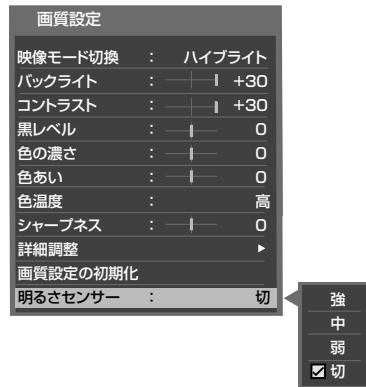 画質設定
映像モード切換 : ハイブライト
バックライト : +30
コントラスト : +30
黒レベル : 0
色の濃さ : 0
色あい : 0
色温度 : 高
シャープネス : 0
詳細調整
画質設定の初期化
明るさセンサー : 切
強
中
弱
切